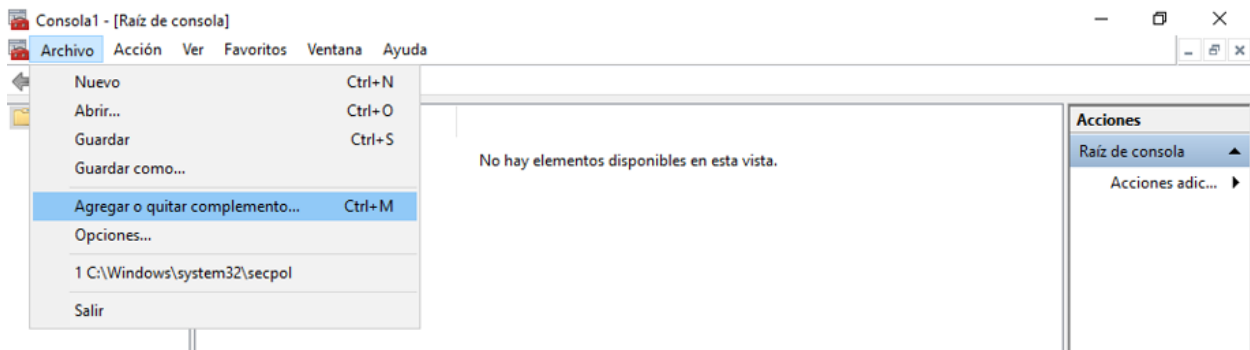 Consola1 - [Raíz de consola]
Archivo Acción Ver Favoritos Ventana Ayuda
Nuevo Ctrl+N
Abrir... Ctrl+O
Guardar Ctrl+S
Guardar como...
Agregar o quitar complemento... Ctrl+M
Opciones...
1 C:\Windows\system32\secpol
Salir
No hay elementos disponibles en esta vista.
Acciones
Raíz de consola
Acciones adic...